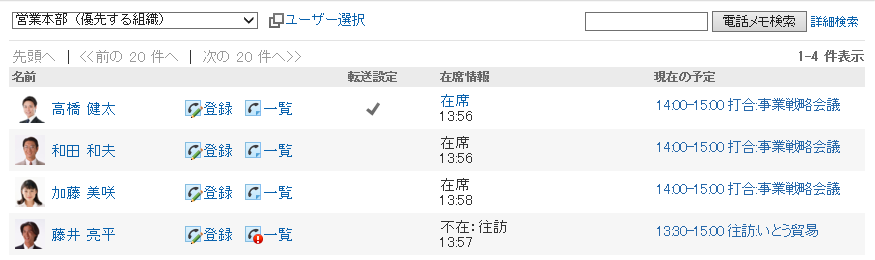 営業本部（優先する組織） ユーザー選択 電話メモ検索 詳細検索
先頭へ | <<前の 20 件へ | 次の 20 件へ>> 1-4 件表示
名前 転送設定 在席情報 現在の予定
高橋 健太 登録 一覧 在席 14:00-15:00 打合:事業戦略会議
13:56
和田 和夫 登録 一覧 在席 14:00-15:00 打合:事業戦略会議
13:56
加藤 美咲 登録 一覧 在席 14:00-15:00 打合:事業戦略会議
13:58
藤井 亮平 登録 一覧 不在: 往訪 13:30-15:00 往訪:いとう貿易
13:57